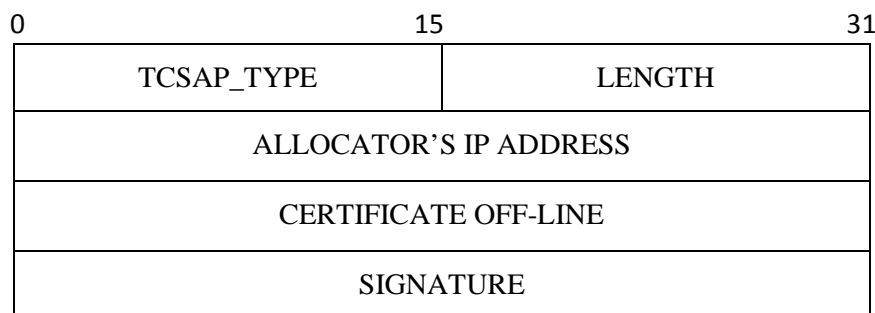 0 15 31
TCSAP_TYPE LENGTH
ALLOCATOR’S IP ADDRESS
CERTIFICATE OFF-LINE
SIGNATURE